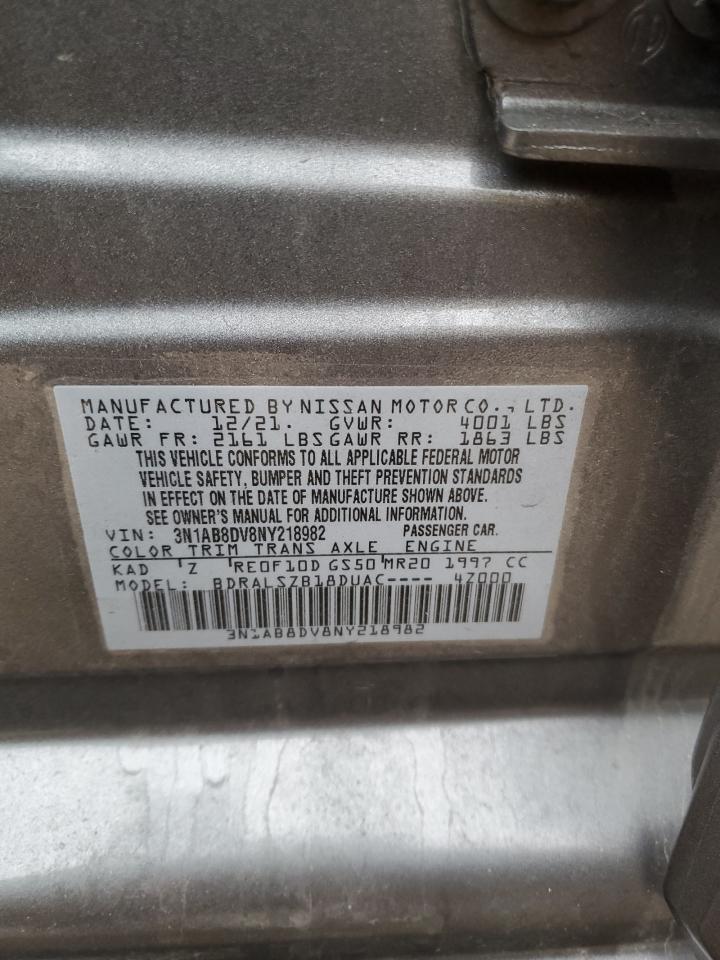 MANUFACTURED BY NISSAN MOTOR CO., LTD.
DATE: 12/21. GVWR: 4001 LBS
GAWR FR: 2161 LBS GAWR RR: 1863 LBS
THIS VEHICLE CONFORMS TO ALL APPLICABLE FEDERAL MOTOR
VEHICLE SAFETY, BUMPER AND THEFT PREVENTION STANDARDS
IN EFFECT ON THE DATE OF MANUFACTURE SHOWN ABOVE.
SEE OWNER'S MANUAL FOR ADDITIONAL INFORMATION.
VIN: 3N1AB8DV8NY218982 PASSENGER CAR.
COLOR TRIM TRANS AXLE ENGINE
KAD Z RE0F10D GS50 MR20 1997 CC
MODEL: BDRALSZB18DUAC---- 4Z000
3N1AB8DV8NY218982